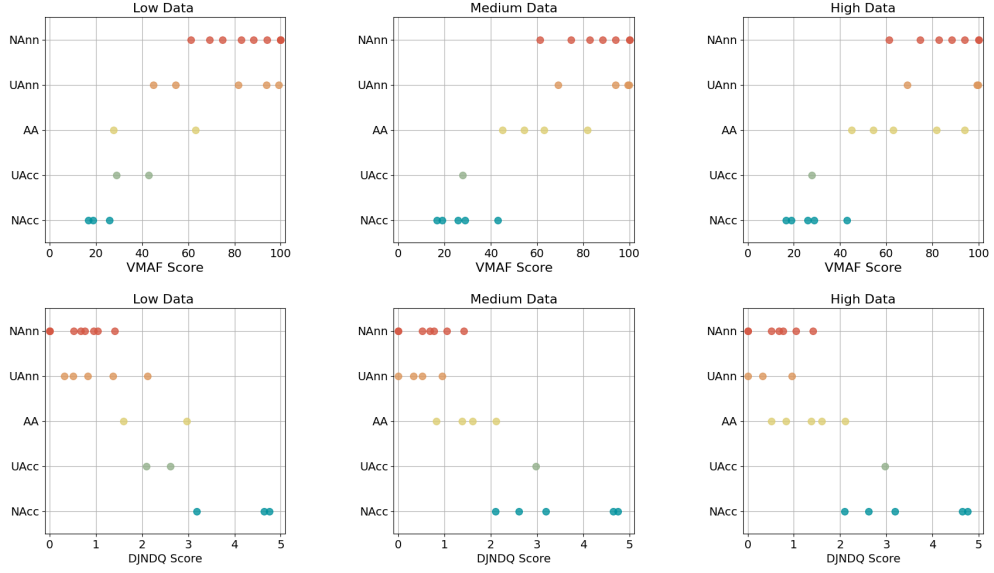 Low Data
NAnn
UAnn
AA
UAcc
NAcc
0 20 40 60 80 100
VMAF Score
Medium Data
NAnn
UAnn
AA
UAcc
NAcc
0 20 40 60 80 100
VMAF Score
High Data
NAnn
UAnn
AA
UAcc
NAcc
0 20 40 60 80 100
VMAF Score
Low Data
NAnn
UAnn
AA
UAcc
NAcc
0 1 2 3 4 5
DJNDQ Score
Medium Data
NAnn
UAnn
AA
UAcc
NAcc
0 1 2 3 4 5
DJNDQ Score
High Data
NAnn
UAnn
AA
UAcc
NAcc
0 1 2 3 4 5
DJNDQ Score